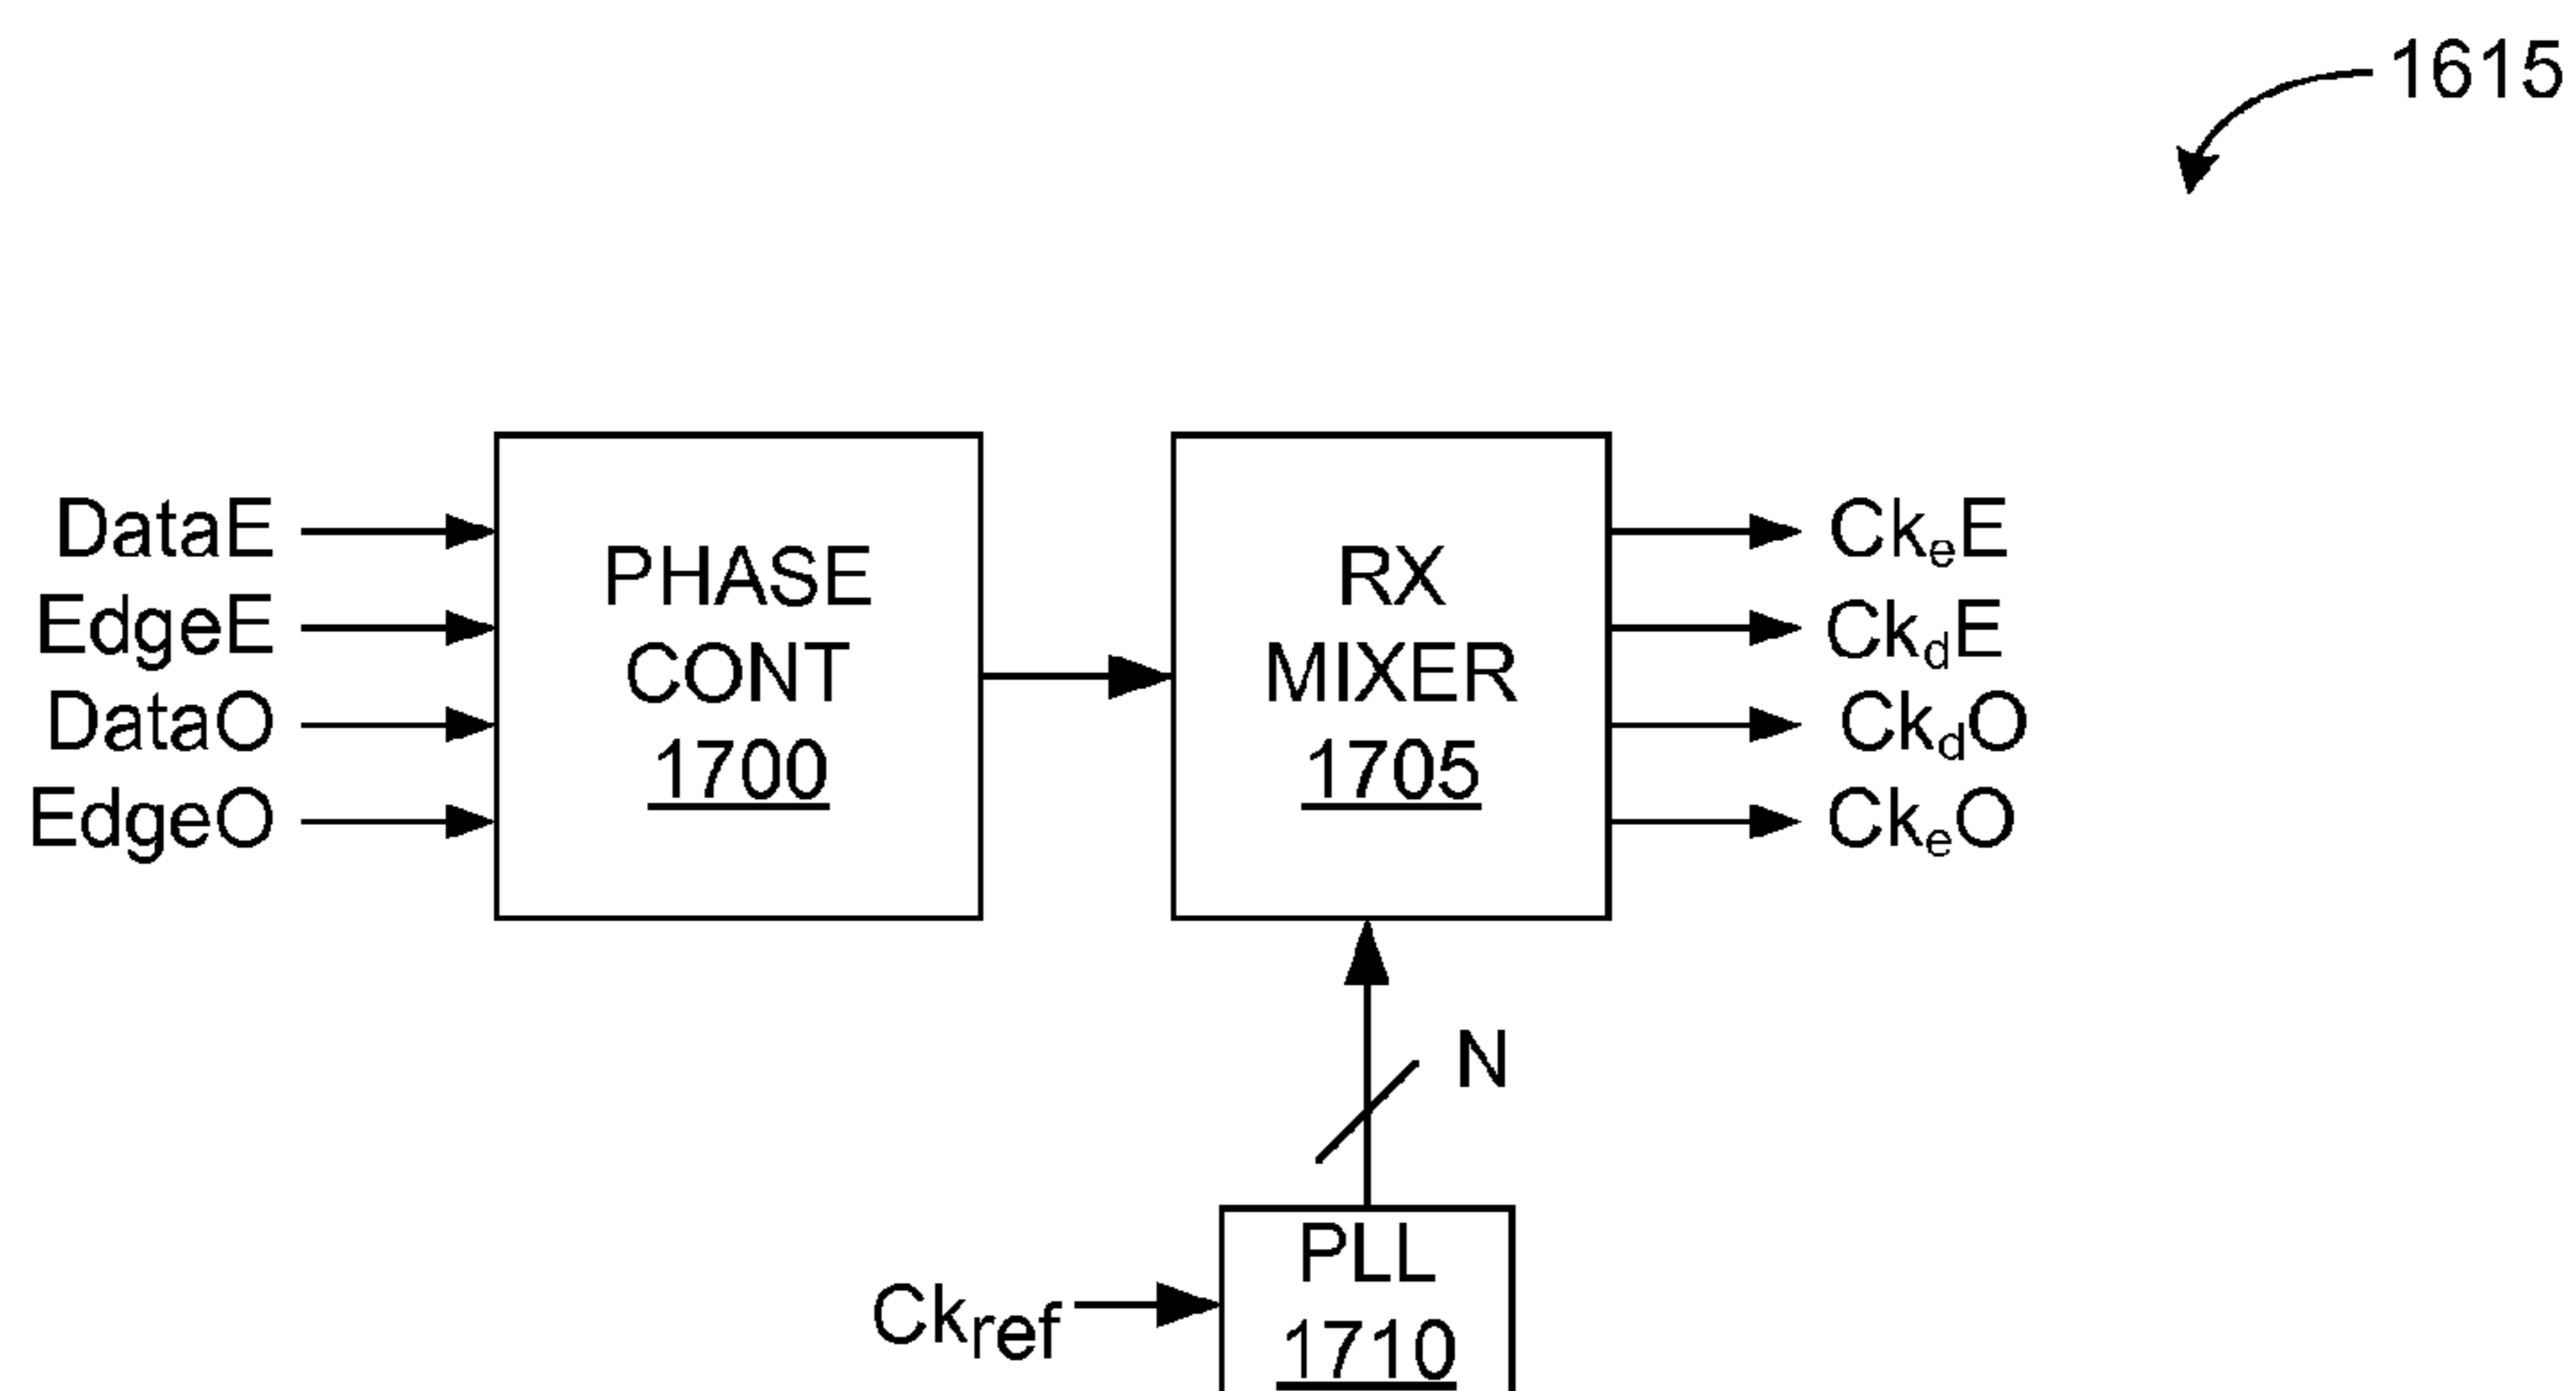 1615
DataE
EdgeE
DataO
EdgeO
PHASE
CONT
1700
RX
MIXER
1705
CkeE
CkdE
CkdO
CkeO
N
Ckref
PLL
1710